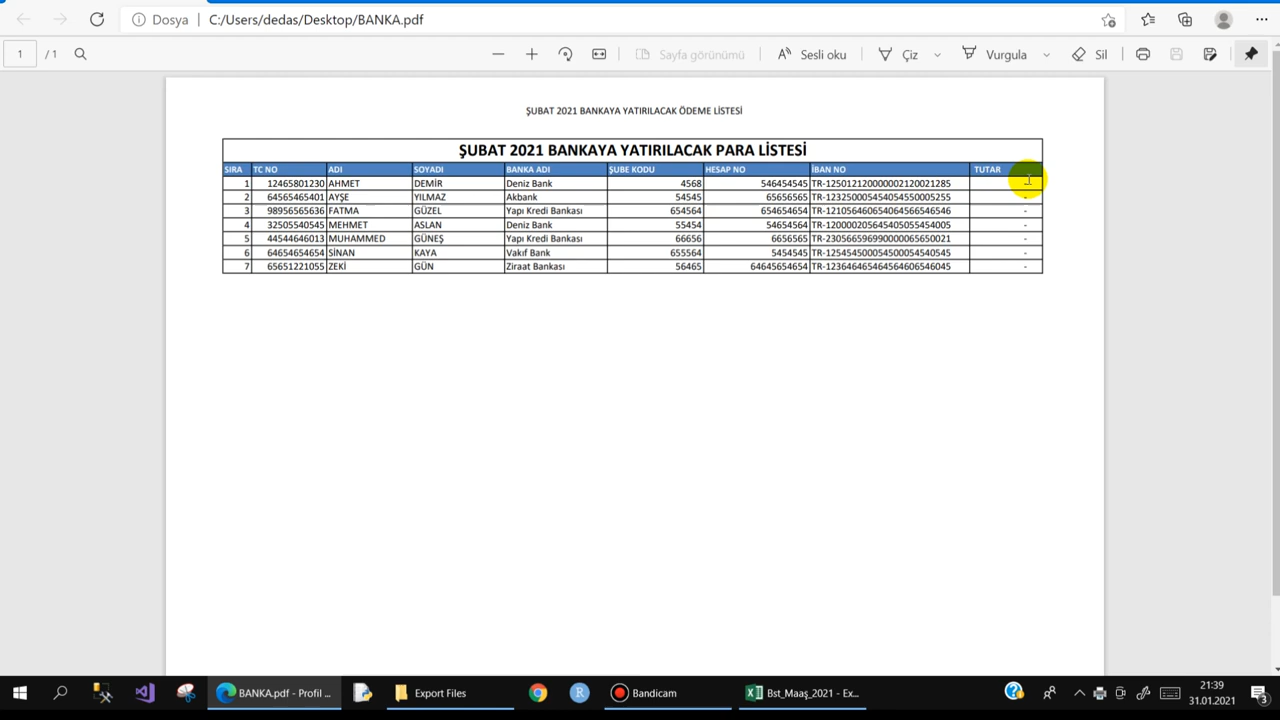 Dosya C:/Users/dedas/Desktop/BANKA.pdf
1 / 1 Sayfa görünümü Sesli oku Çiz Vurgula Sil
ŞUBAT 2021 BANKAYA YATIRILACAK ÖDEME LİSTESİ
ŞUBAT 2021 BANKAYA YATIRILACAK PARA LİSTESİ
SIRA TC NO ADI SOYADI BANKA ADI ŞUBE KODU HESAP NO İBAN NO TUTAR
1 12465801230 AHMET DEMİR Deniz Bank 4568 546454545 TR-125012120000002120021285 -
2 64565465401 AYŞE YILMAZ Akbank 54545 65656565 TR-123250005454054550005255 -
3 98956565636 FATMA GÜZEL Yapı Kredi Bankası 654564 654654654 TR-121056460654064566546546 -
4 32505540545 MEHMET ASLAN Deniz Bank 55454 54654564 TR-120000205645405055454005 -
5 44544646013 MUHAMMED GÜNEŞ Yapı Kredi Bankası 66656 6656565 TR-230566596990000065650021 -
6 64654654654 SİNAN KAYA Vakıf Bank 655564 5454545 TR-125454500054500054540545 -
7 65651221055 ZEKİ GÜN Ziraat Bankası 56465 64645654654 TR-123646465464564606546045 -
BANKA.pdf - Profil ... Export Files Bandicam Bst_Maaş_2021 - Ex... 21:39
31.01.2021 3